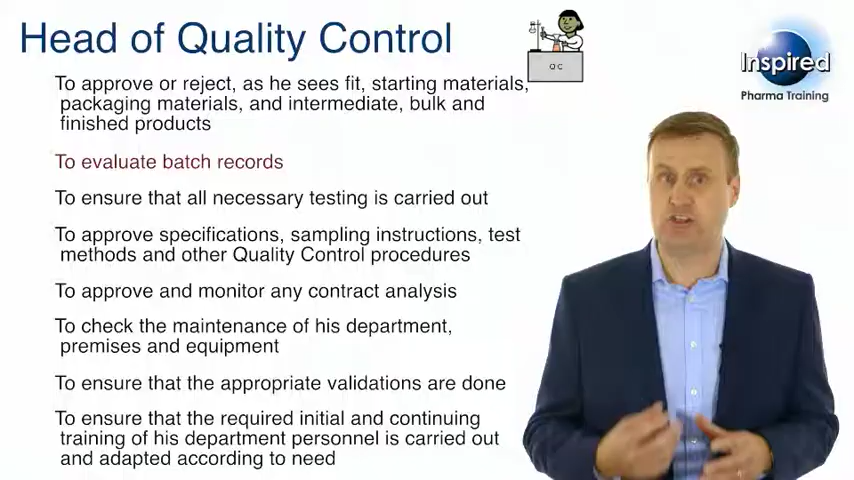 Head of Quality Control
QC
Inspired
Pharma Training
To approve or reject, as he sees fit, starting materials,
packaging materials, and intermediate, bulk and
finished products
To evaluate batch records
To ensure that all necessary testing is carried out
To approve specifications, sampling instructions, test
methods and other Quality Control procedures
To approve and monitor any contract analysis
To check the maintenance of his department,
premises and equipment
To ensure that the appropriate validations are done
To ensure that the required initial and continuing
training of his department personnel is carried out
and adapted according to need